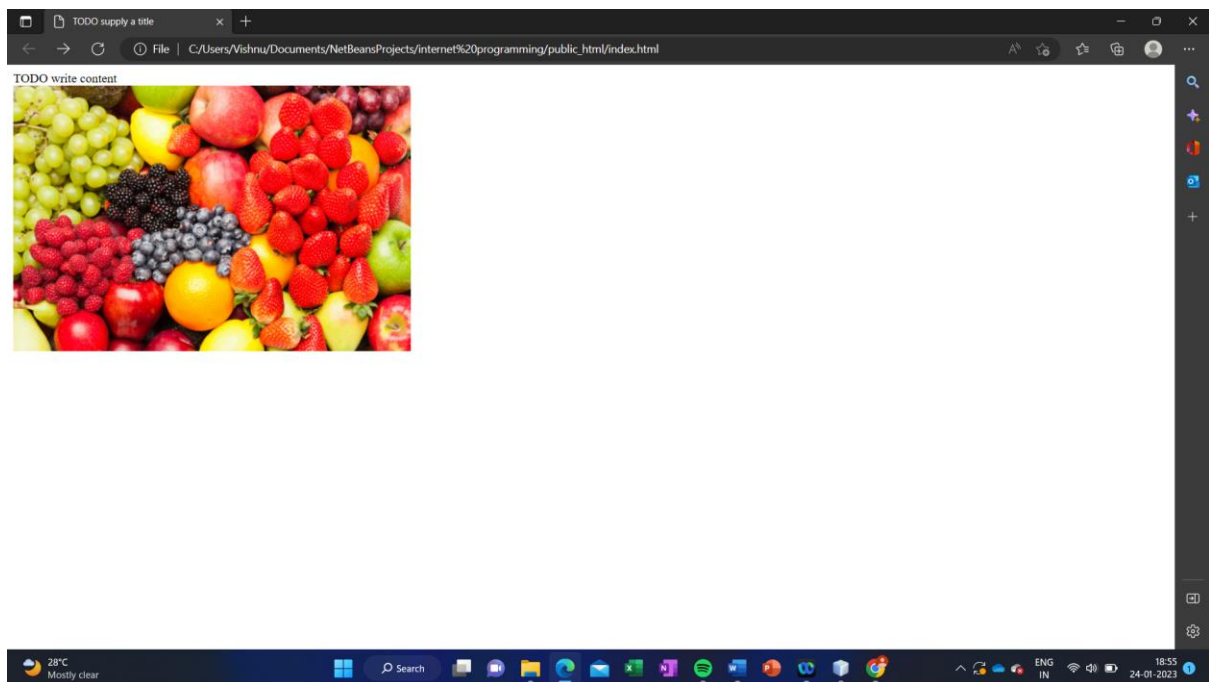 TODO supply a title
File | C:/Users/Vishnu/Documents/NetBeansProjects/internet%20programming/public_html/index.html
TODO write content
28°C
Mostly clear
Search
ENG
IN
18:55
24-01-2023
1